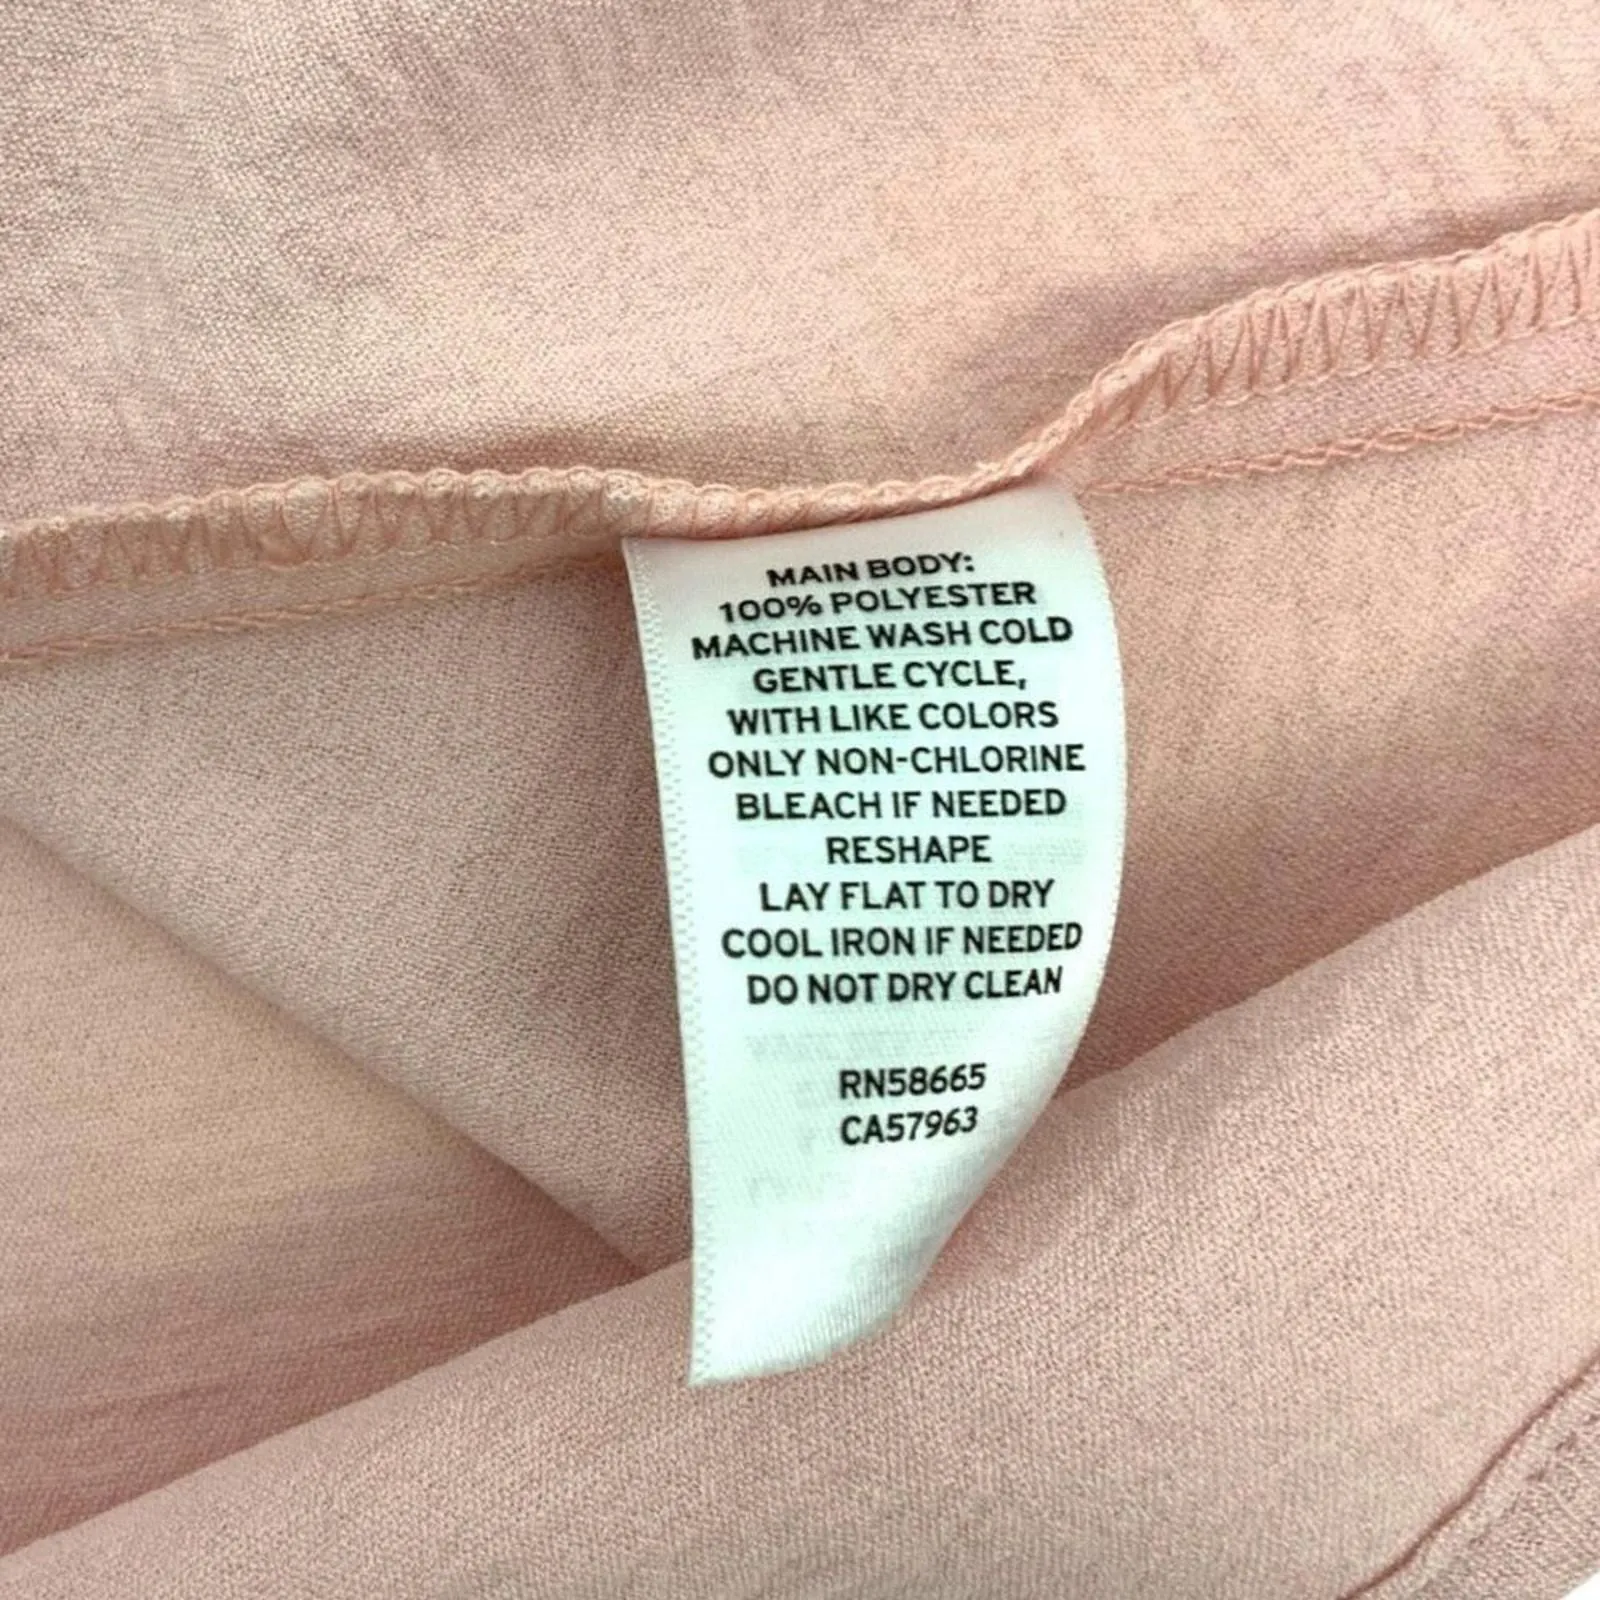 MAIN BODY:
100% POLYESTER
MACHINE WASH COLD
GENTLE CYCLE,
WITH LIKE COLORS
ONLY NON-CHLORINE
BLEACH IF NEEDED
RESHAPE
LAY FLAT TO DRY
COOL IRON IF NEEDED
DO NOT DRY CLEAN
RN58665
CA57963